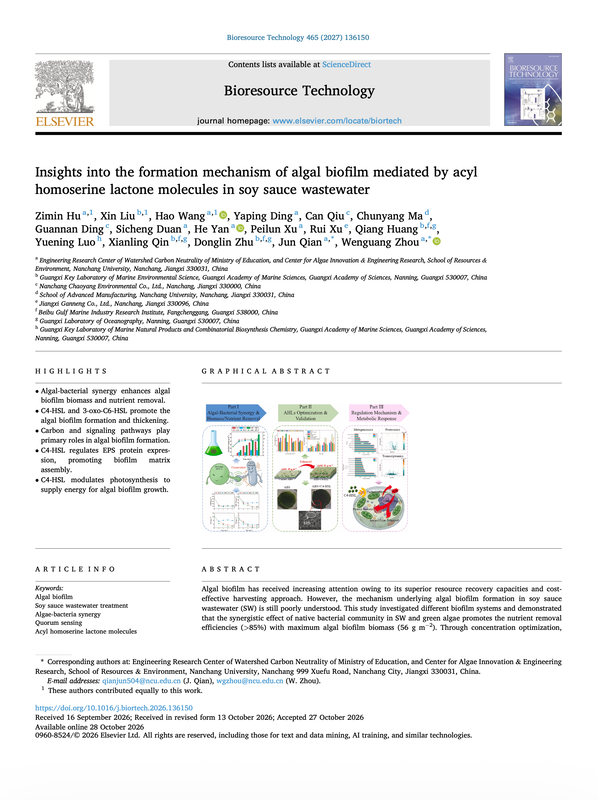 Bioresource Technology 465 (2027) 136150
Contents lists available at ScienceDirect
Bioresource Technology
journal homepage: www.elsevier.com/locate/biortech
ELSEVIER
BIORESOURCE
TECHNOLOGY
Insights into the formation mechanism of algal biofilm mediated by acyl
homoserine lactone molecules in soy sauce wastewater
Zimin Hu a,1, Xin Liu b,1, Hao Wang a,1, Yaping Ding a, Can Qiu c, Chunyang Ma d,
Guannan Ding c, Sicheng Duan a, He Yan a, Peilun Xu a, Rui Xu e, Qiang Huang b,f,g,
Yuening Luo h, Xianling Qin b,f,g, Donglin Zhu b,f,g, Jun Qian a,*, Wenguang Zhou a,*
a Engineering Research Center of Watershed Carbon Neutrality of Ministry of Education, and Center for Algae Innovation & Engineering Research, School of Resources &
Environment, Nanchang University, Nanchang, Jiangxi 330031, China
b Guangxi Key Laboratory of Marine Environmental Science, Guangxi Academy of Marine Sciences, Guangxi Academy of Sciences, Nanning, Guangxi 530007, China
c Nanchang Chaoyang Environmental Co., Ltd., Nanchang, Jiangxi 330000, China
d School of Advanced Manufacturing, Nanchang University, Nanchang, Jiangxi 330031, China
e Jiangxi Ganneng Co., Ltd., Nanchang, Jiangxi 330096, China
f Beibu Gulf Marine Industry Research Institute, Fangchenggang, Guangxi 538000, China
g Guangxi Laboratory of Oceanography, Nanning, Guangxi 530007, China
h Guangxi Key Laboratory of Marine Natural Products and Combinatorial Biosynthesis Chemistry, Guangxi Academy of Marine Sciences, Guangxi Academy of Sciences,
Nanning, Guangxi 530007, China
HIGHLIGHTS
• Algal-bacterial synergy enhances algal
biofilm biomass and nutrient removal.
• C4-HSL and 3-oxo-C6-HSL promote the
algal biofilm formation and thickening.
• Carbon and signaling pathways play
primary roles in algal biofilm formation.
• C4-HSL regulates EPS protein expres-
sion, promoting biofilm matrix
assembly.
• C4-HSL modulates photosynthesis to
supply energy for algal biofilm growth.
GRAPHICAL ABSTRACT
Part I
Algal-Bacterial Synergy &
Biomass/Nutrient Removal
Part II
AHLs Optimization &
Validation
Part III
Regulation Mechanism &
Metabolic Response
ARTICLE INFO
Keywords:
Algal biofilm
Soy sauce wastewater treatment
Algae-bacteria synergy
Quorum sensing
Acyl homoserine lactone molecules
ABSTRACT
Algal biofilm has received increasing attention owing to its superior resource recovery capacities and cost-
effective harvesting approach. However, the mechanism underlying algal biofilm formation in soy sauce
wastewater (SW) is still poorly understood. This study investigated different biofilm systems and demonstrated
that the synergistic effect of native bacterial community in SW and green algae promotes the nutrient removal
efficiencies (>85%) with maximum algal biofilm biomass (56 g m−2). Through concentration optimization,
* Corresponding authors at: Engineering Research Center of Watershed Carbon Neutrality of Ministry of Education, and Center for Algae Innovation & Engineering
Research, School of Resources & Environment, Nanchang University, Nanchang 999 Xuefu Road, Nanchang City, Jiangxi 330031, China.
E-mail addresses: qianjun504@ncu.edu.cn (J. Qian), wgzhou@ncu.edu.cn (W. Zhou).
1 These authors contributed equally to this work.
https://doi.org/10.1016/j.biortech.2026.136150
Received 16 September 2026; Received in revised form 13 October 2026; Accepted 27 October 2026
Available online 28 October 2026
0960-8524/© 2026 Elsevier Ltd. All rights are reserved, including those for text and data mining, AI training, and similar technologies.